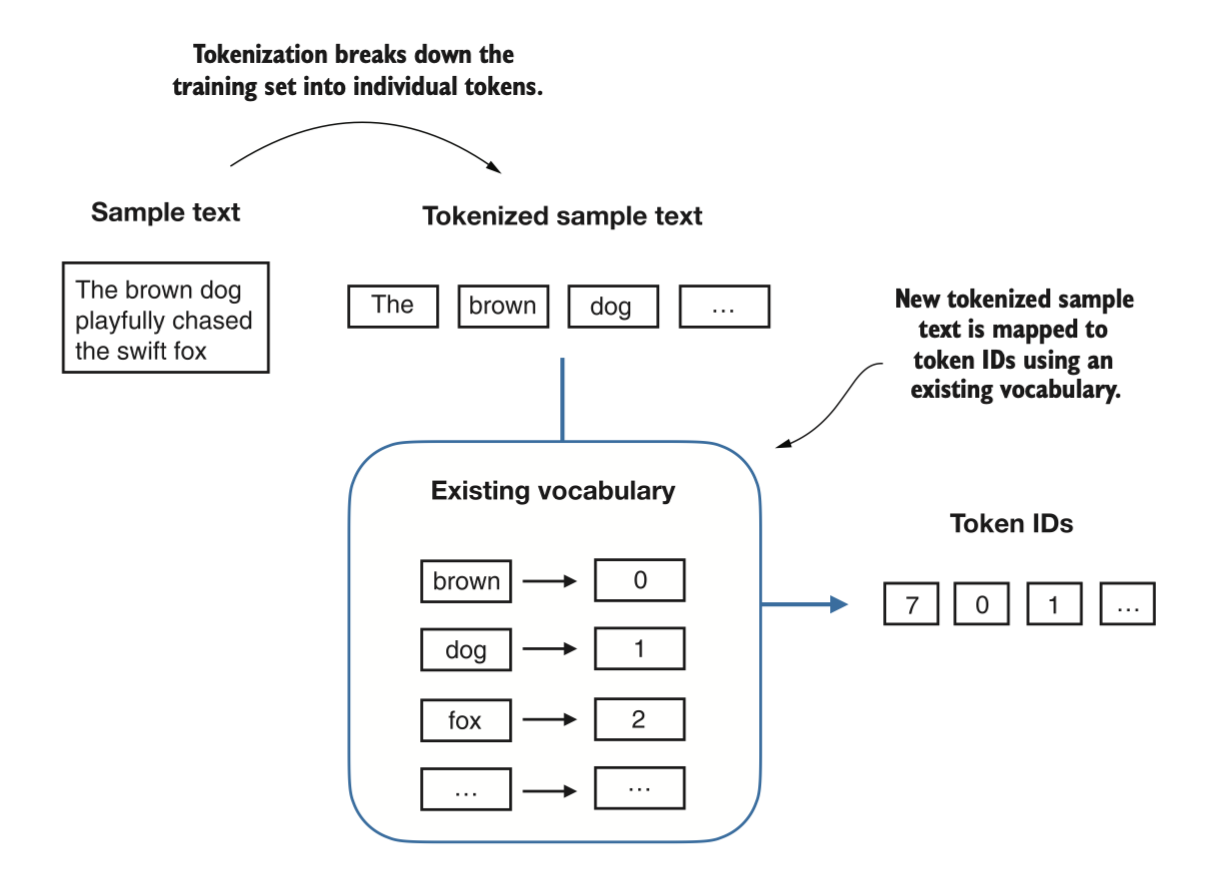 Tokenization breaks down the
training set into individual tokens.
Sample text
Tokenized sample text
The brown dog
playfully chased
the swift fox
The brown dog ...
New tokenized sample
text is mapped to
token IDs using an
existing vocabulary.
Existing vocabulary
brown 0
dog 1
fox 2
... ...
Token IDs
7 0 1 ...